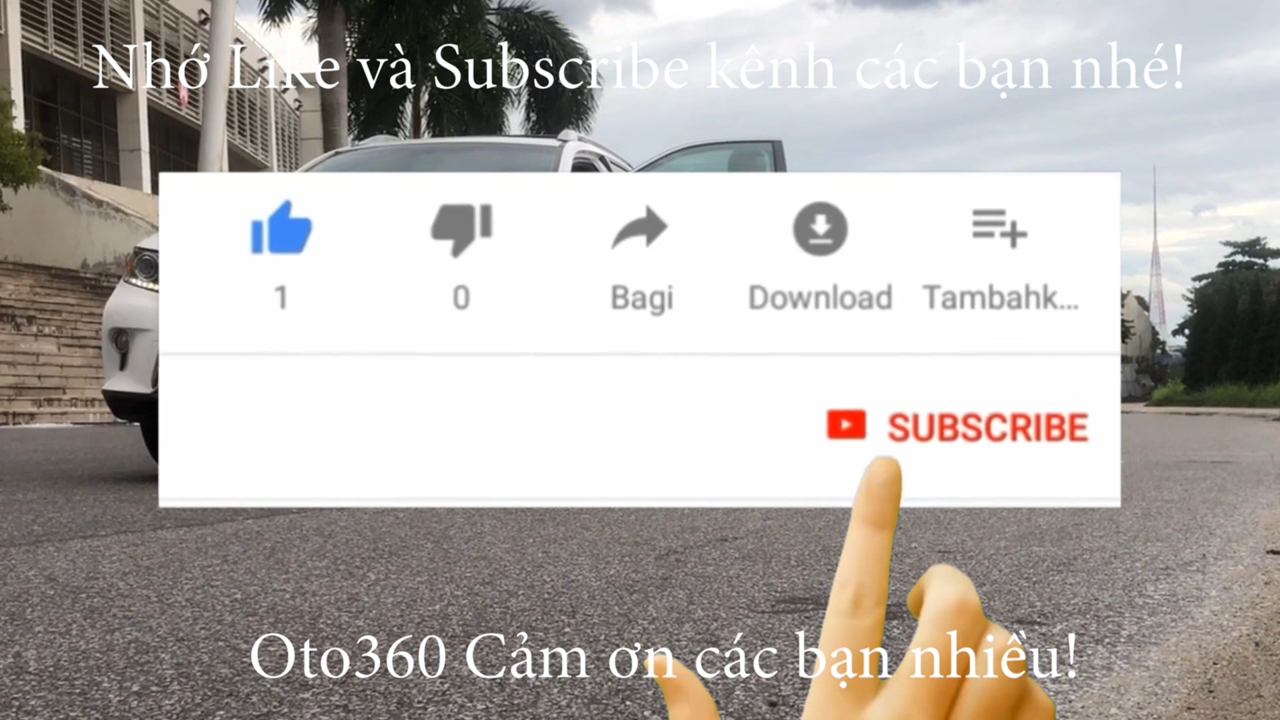 Nhớ Like và Subscribe kênh các bạn nhé!
1 0 Bagi Download Tambahk...
SUBSCRIBE
Oto360 Cảm ơn các bạn nhiều!